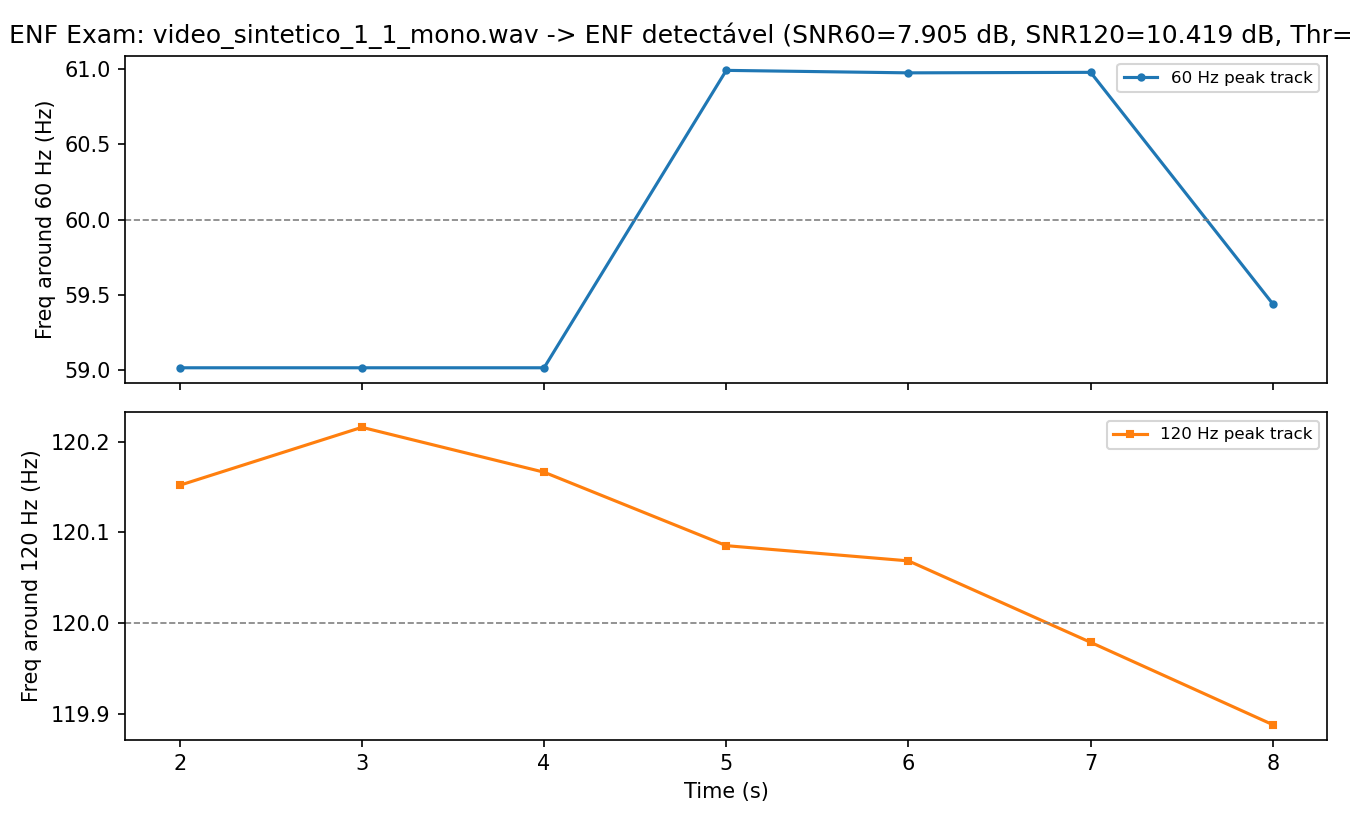 ENF Exam: video_sintetico_1_1_mono.wav -> ENF detectável (SNR60=7.905 dB, SNR120=10.419 dB, Thr=
61.0
60.5
60.0
59.5
59.0
Freq around 60 Hz (Hz)
60 Hz peak track
120.2
120.1
120.0
119.9
Freq around 120 Hz (Hz)
120 Hz peak track
2 3 4 5 6 7 8
Time (s)